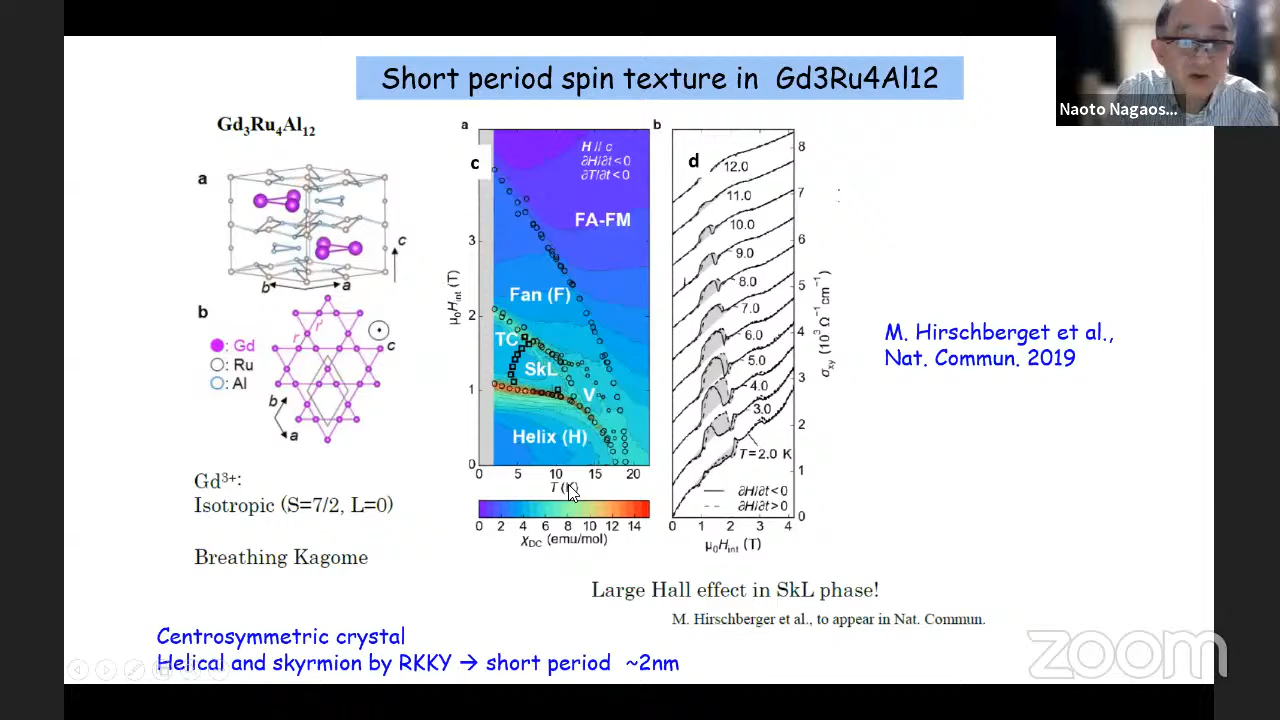 Short period spin texture in Gd3Ru4Al12
Naoto Nagaos...
Gd3Ru4Al12
a
c
b
a
b
r'
r
c
: Gd
: Ru
: Al
b
a
Gd3+:
Isotropic (S=7/2, L=0)
Breathing Kagome
a
c
H // c
∂H/∂t<0
∂T/∂t<0
FA-FM
Fan (F)
TC
SkL
V
Helix (H)
3
2
1
0
μ0Hint (T)
0 5 10 15 20
T (K)
0 2 4 6 8 10 12 14
χDC (emu/mol)
b
d
12.0
11.0
10.0
9.0
8.0
7.0
6.0
5.0
4.0
3.0
T=2.0 K
∂H/∂t<0
∂H/∂t>0
8
7
6
5
4
3
2
1
0
σxy (10³ Ω⁻¹cm⁻¹)
0 1 2 3 4
μ0Hint (T)
M. Hirschberget et al.,
Nat. Commun. 2019
Large Hall effect in SkL phase!
M. Hirschberger et al., to appear in Nat. Commun.
Centrosymmetric crystal
Helical and skyrmion by RKKY → short period ~2nm
zoom